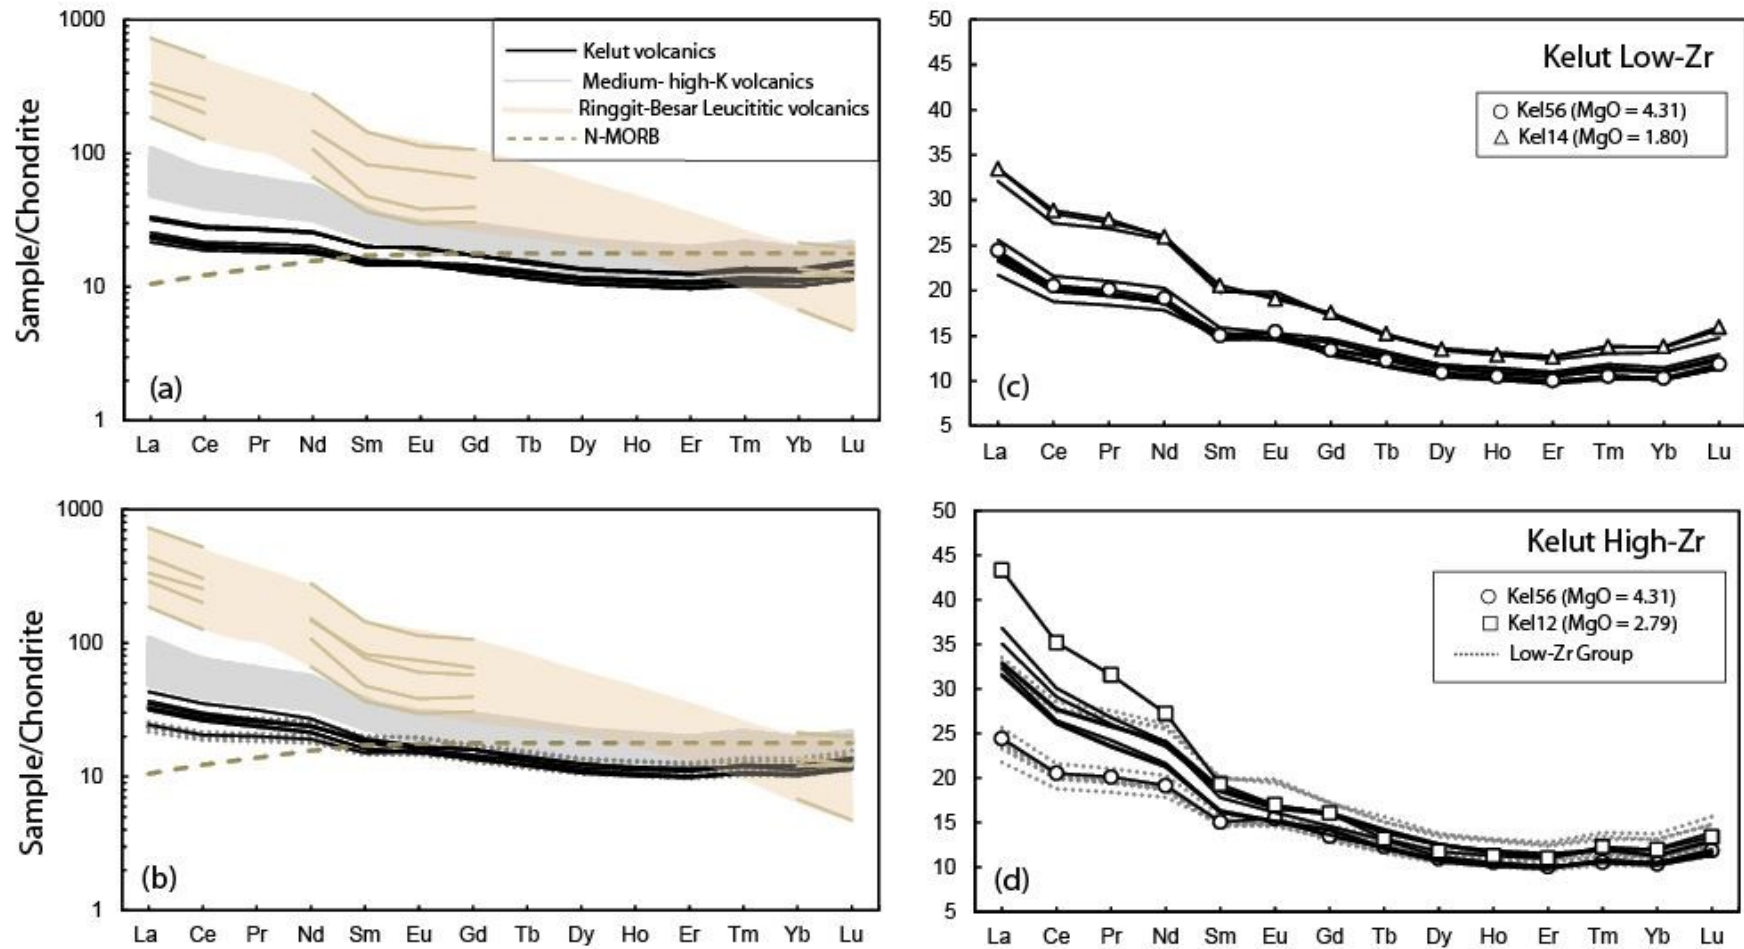 1000
100
10
1
Sample/Chondrite
Kelut volcanics
Medium- high-K volcanics
Ringgit-Besar Leucititic volcanics
N-MORB
(a)
La Ce Pr Nd Sm Eu Gd Tb Dy Ho Er Tm Yb Lu
50
45
40
35
30
25
20
15
10
5
Kelut Low-Zr
Kel56 (MgO = 4.31)
Kel14 (MgO = 1.80)
(c)
La Ce Pr Nd Sm Eu Gd Tb Dy Ho Er Tm Yb Lu
1000
100
10
1
Sample/Chondrite
(b)
La Ce Pr Nd Sm Eu Gd Tb Dy Ho Er Tm Yb Lu
50
45
40
35
30
25
20
15
10
5
Kelut High-Zr
Kel56 (MgO = 4.31)
Kel12 (MgO = 2.79)
Low-Zr Group
(d)
La Ce Pr Nd Sm Eu Gd Tb Dy Ho Er Tm Yb Lu